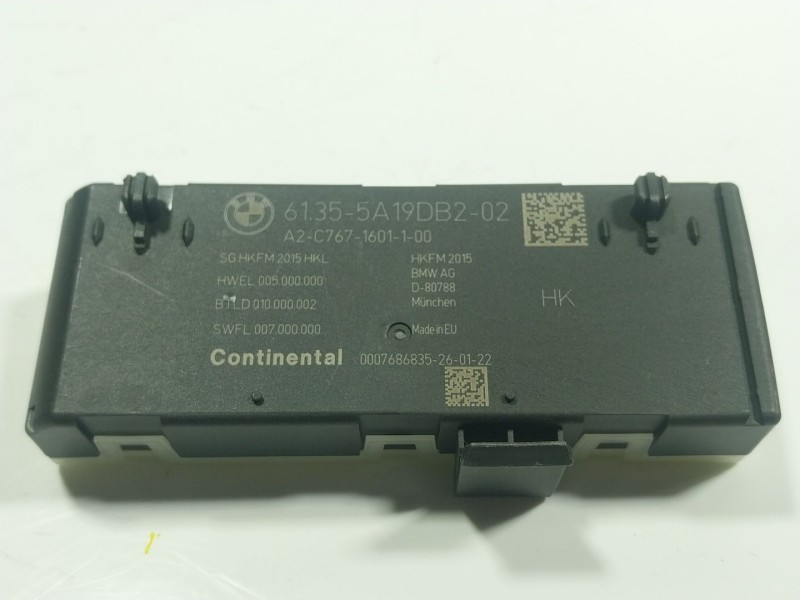 61.35-5A19DB2-02
A2-C767-1601-1-00
SG HKFM 2015 HKL
HWEL 005.000.000
BTLD 010.000.002
SWFL 007.000.000
HKFM 2015
BMW AG
D-80788
München
Made in EU
HK
Continental 0007686835-26-01-22